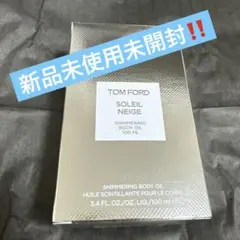 新品未使用未開封‼️
TOM FORD
SOLEIL
NEIGE
SHIMMERING
BODY OIL
100 ML
SHIMMERING BODY OIL
HUILE SCINTILLANTE POUR LE CORPS
3.4 FL.OZ./OZ. LIQ./100 ml ℮